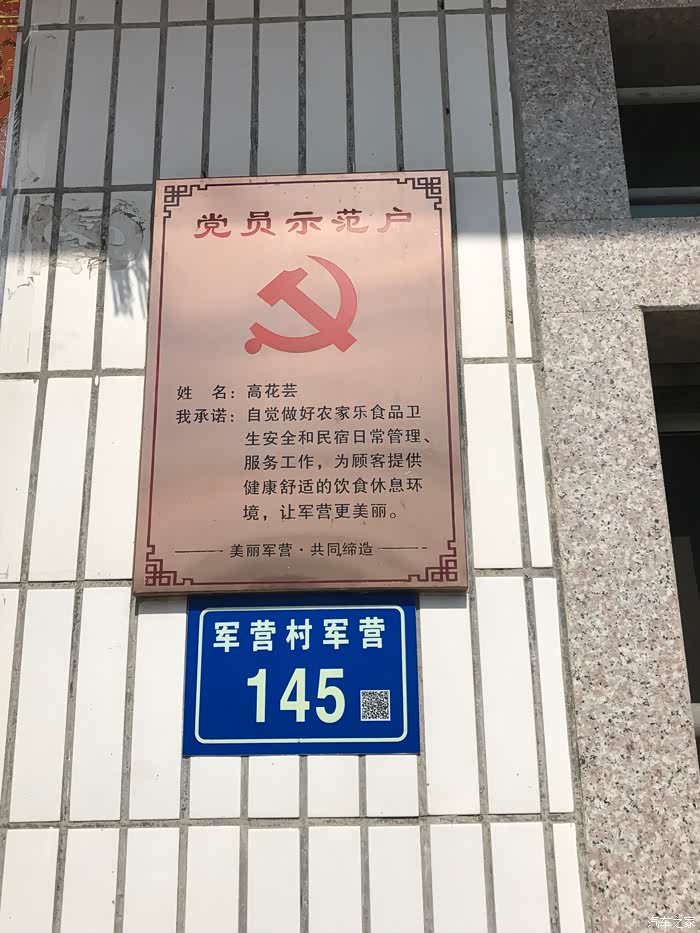 党员示范户
姓 名：高花芸
我承诺：自觉做好农家乐食品卫
生安全和民宿日常管理、
服务工作，为顾客提供
健康舒适的饮食休息环
境，让军营更美丽。
美丽军营·共同缔造
军营村军营
145
汽车之家